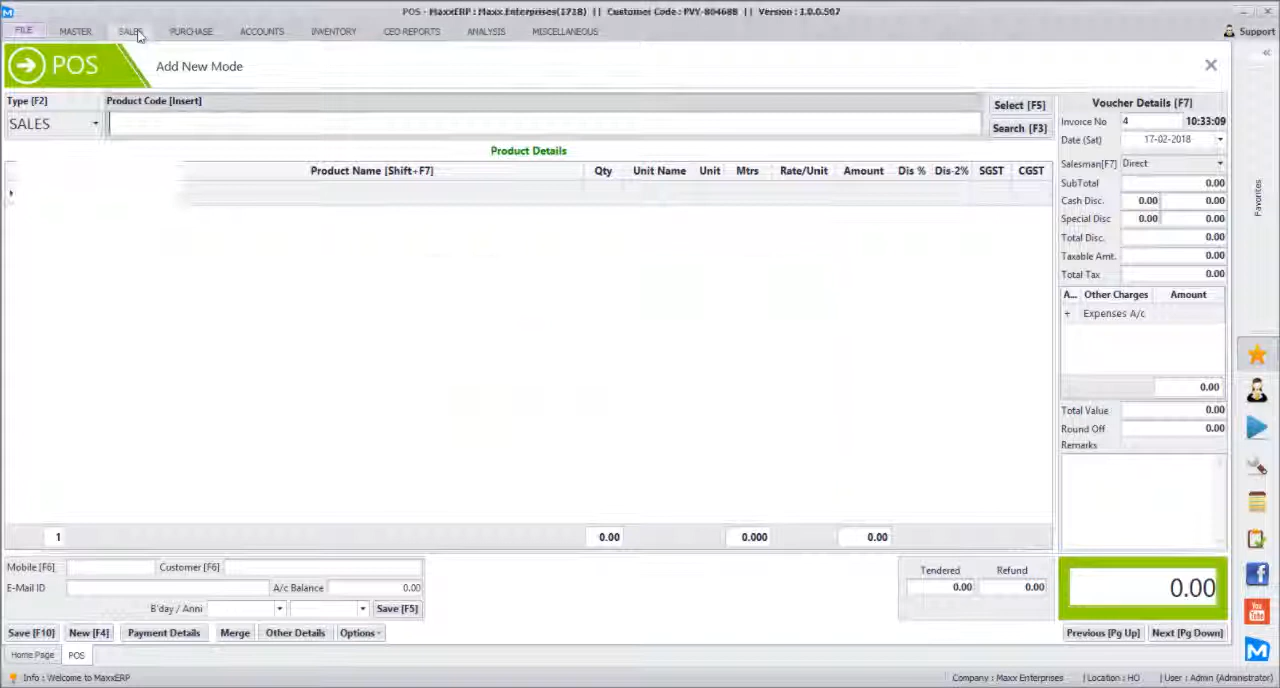 POS - MaxxERP : Maxx Enterprises(1718) || Customer Code : PVY-80468B || Version : 1.0.0.507
FILE MASTER SALES PURCHASE ACCOUNTS INVENTORY CEO-REPORTS ANALYSIS MISCELLANEOUS Support
POS Add New Mode
Type [F2] Product Code [Insert] Select [F5] Voucher Details [F7]
SALES Search [F3] Invoice No 4 10:33:09
Date (Sat) 17-02-2018
Product Details
Salesman[F7] Direct
Product Name [Shift+F7] Qty Unit Name Unit Mtrs Rate/Unit Amount Dis % Dis-2% SGST CGST
SubTotal 0.00
Cash Disc. 0.00 0.00
Special Disc 0.00 0.00
Total Disc. 0.00
Taxable Amt. 0.00
Total Tax 0.00
Favorites
A... Other Charges Amount
+ Expenses A/c
0.00
Total Value 0.00
Round Off 0.00
Remarks
1 0.00 0.000 0.00
Mobile [F6] Customer [F6] Tendered Refund
E-Mail ID A/c Balance 0.00 0.00 0.00 0.00
B'day / Anni Save [F5]
You Tube
Save [F10] New [F4] Payment Details Merge Other Details Options Previous [Pg Up] Next [Pg Down]
Home Page POS
Info : Welcome to MaxxERP Company : Maxx Enterprises | Location : HO | User : Admin (Administrator)